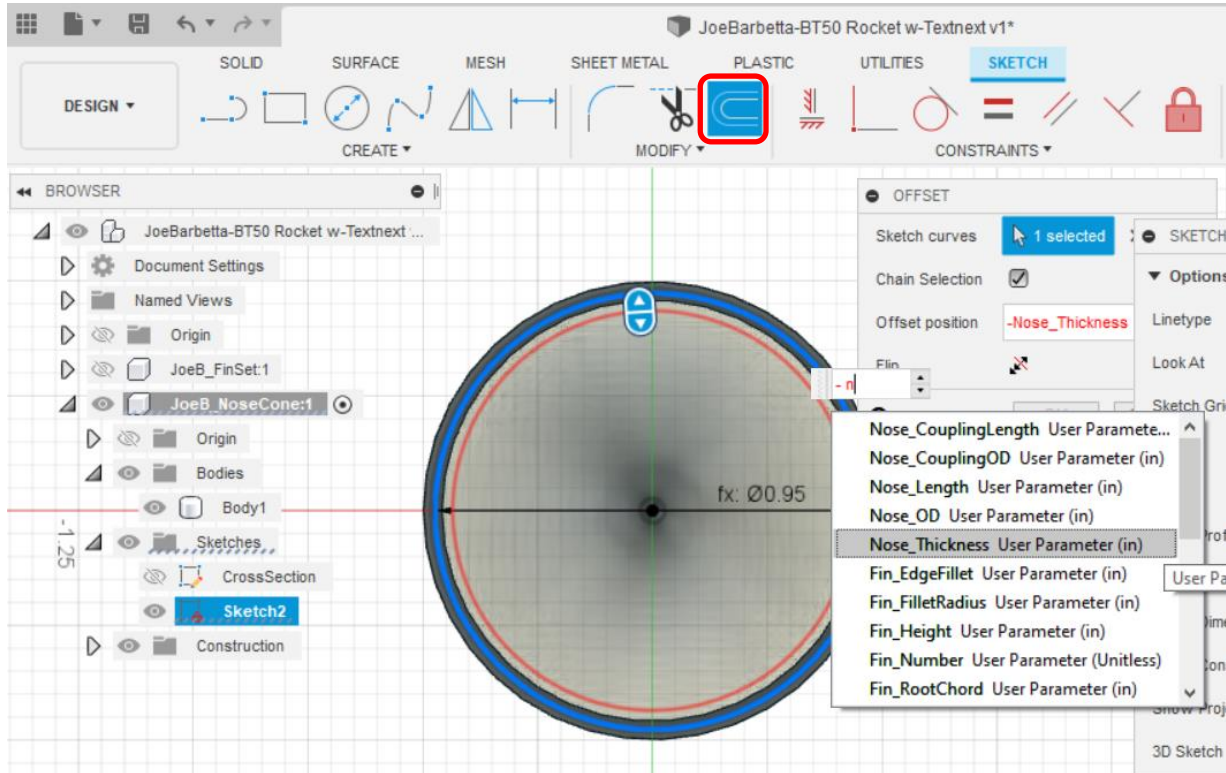 JoeBarbetta-BT50 Rocket w-Textnext v1*
SOLID SURFACE MESH SHEET METAL PLASTIC UTILITIES SKETCH
DESIGN
CREATE MODIFY CONSTRAINTS
BROWSER
JoeBarbetta-BT50 Rocket w-Textnext ...
Document Settings
Named Views
Origin
JoeB_FinSet:1
JoeB_NoseCone:1
Origin
Bodies
Body1
Sketches
CrossSection
Sketch2
Construction
-1.25
fx: Ø0.95
OFFSET
Sketch curves 1 selected
Chain Selection
Offset position -Nose_Thickness
Flip
- n
Nose_CouplingLength User Paramete...
Nose_CouplingOD User Parameter (in)
Nose_Length User Parameter (in)
Nose_OD User Parameter (in)
Nose_Thickness User Parameter (in)
Fin_EdgeFillet User Parameter (in)
Fin_FilletRadius User Parameter (in)
Fin_Height User Parameter (in)
Fin_Number User Parameter (Unitless)
Fin_RootChord User Parameter (in)
SKETCH
Options
Linetype
Look At
Sketch Gri
User Pa
Show Proj
3D Sketch